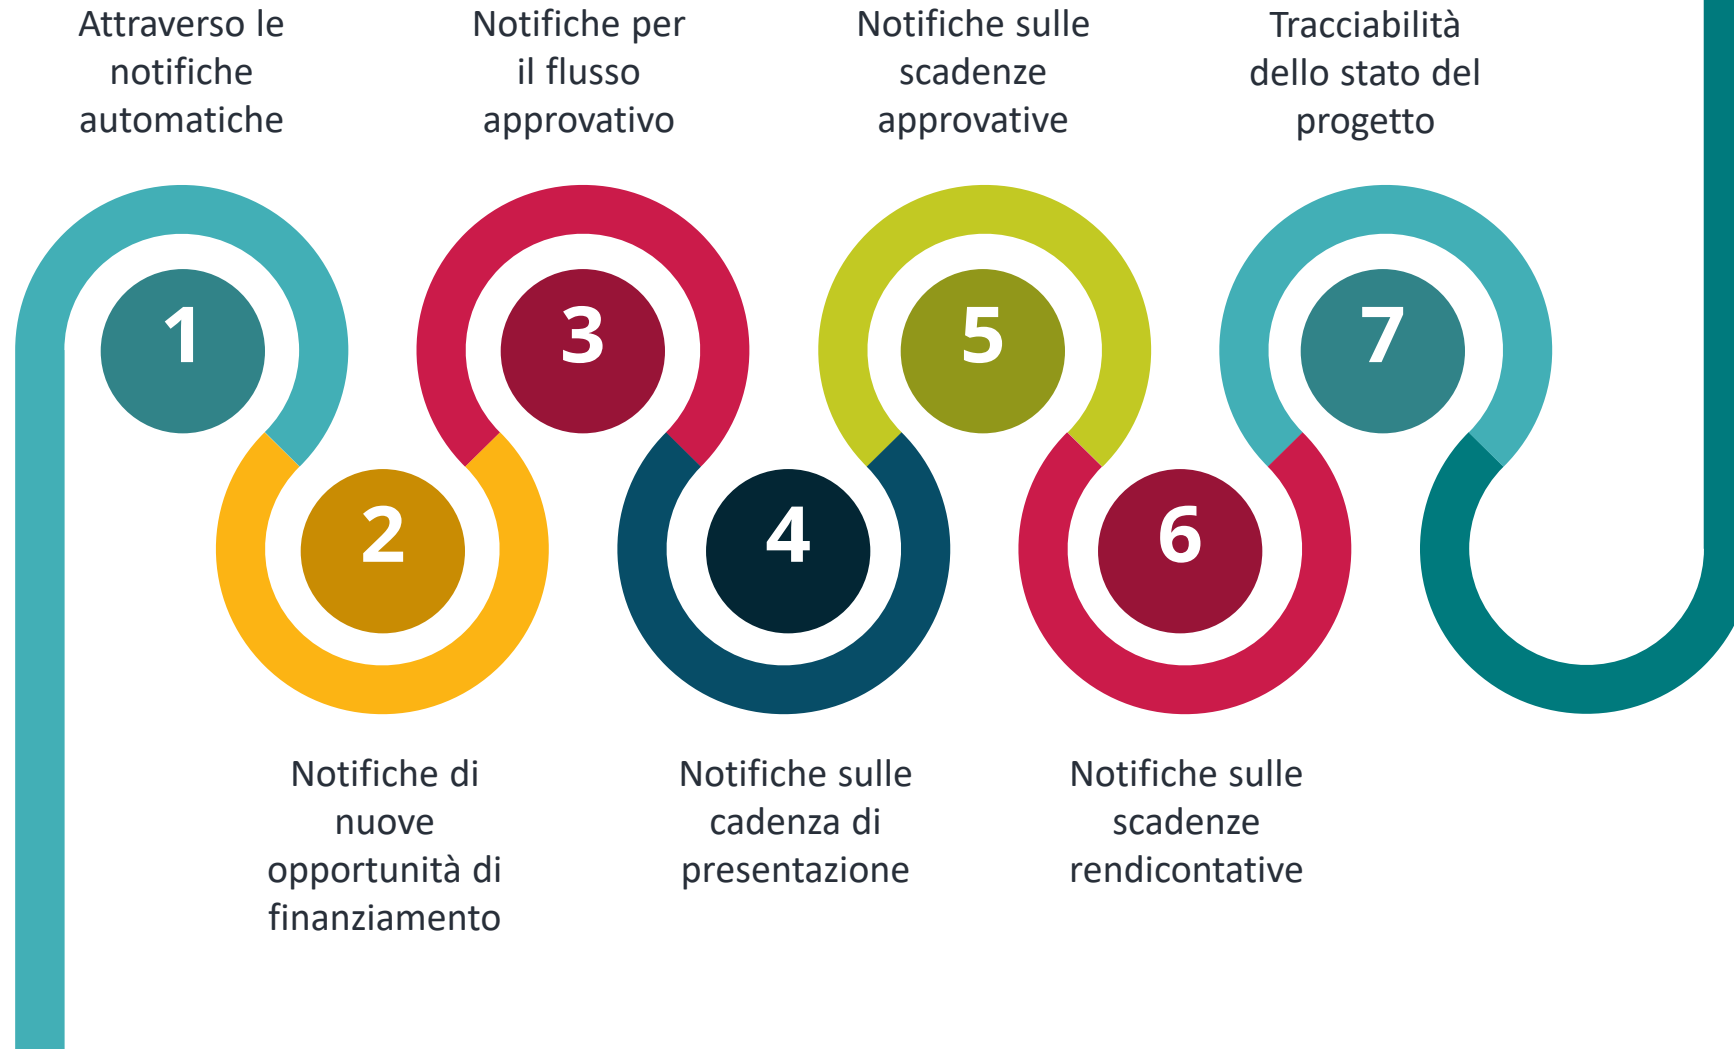 Attraverso le
notifiche
automatiche
1
Notifiche di
nuove
opportunità di
finanziamento
2
Notifiche per
il flusso
approvativo
3
Notifiche sulle
cadenza di
presentazione
4
Notifiche sulle
scadenze
approvative
5
Notifiche sulle
scadenze
rendicontative
6
Tracciabilità
dello stato del
progetto
7